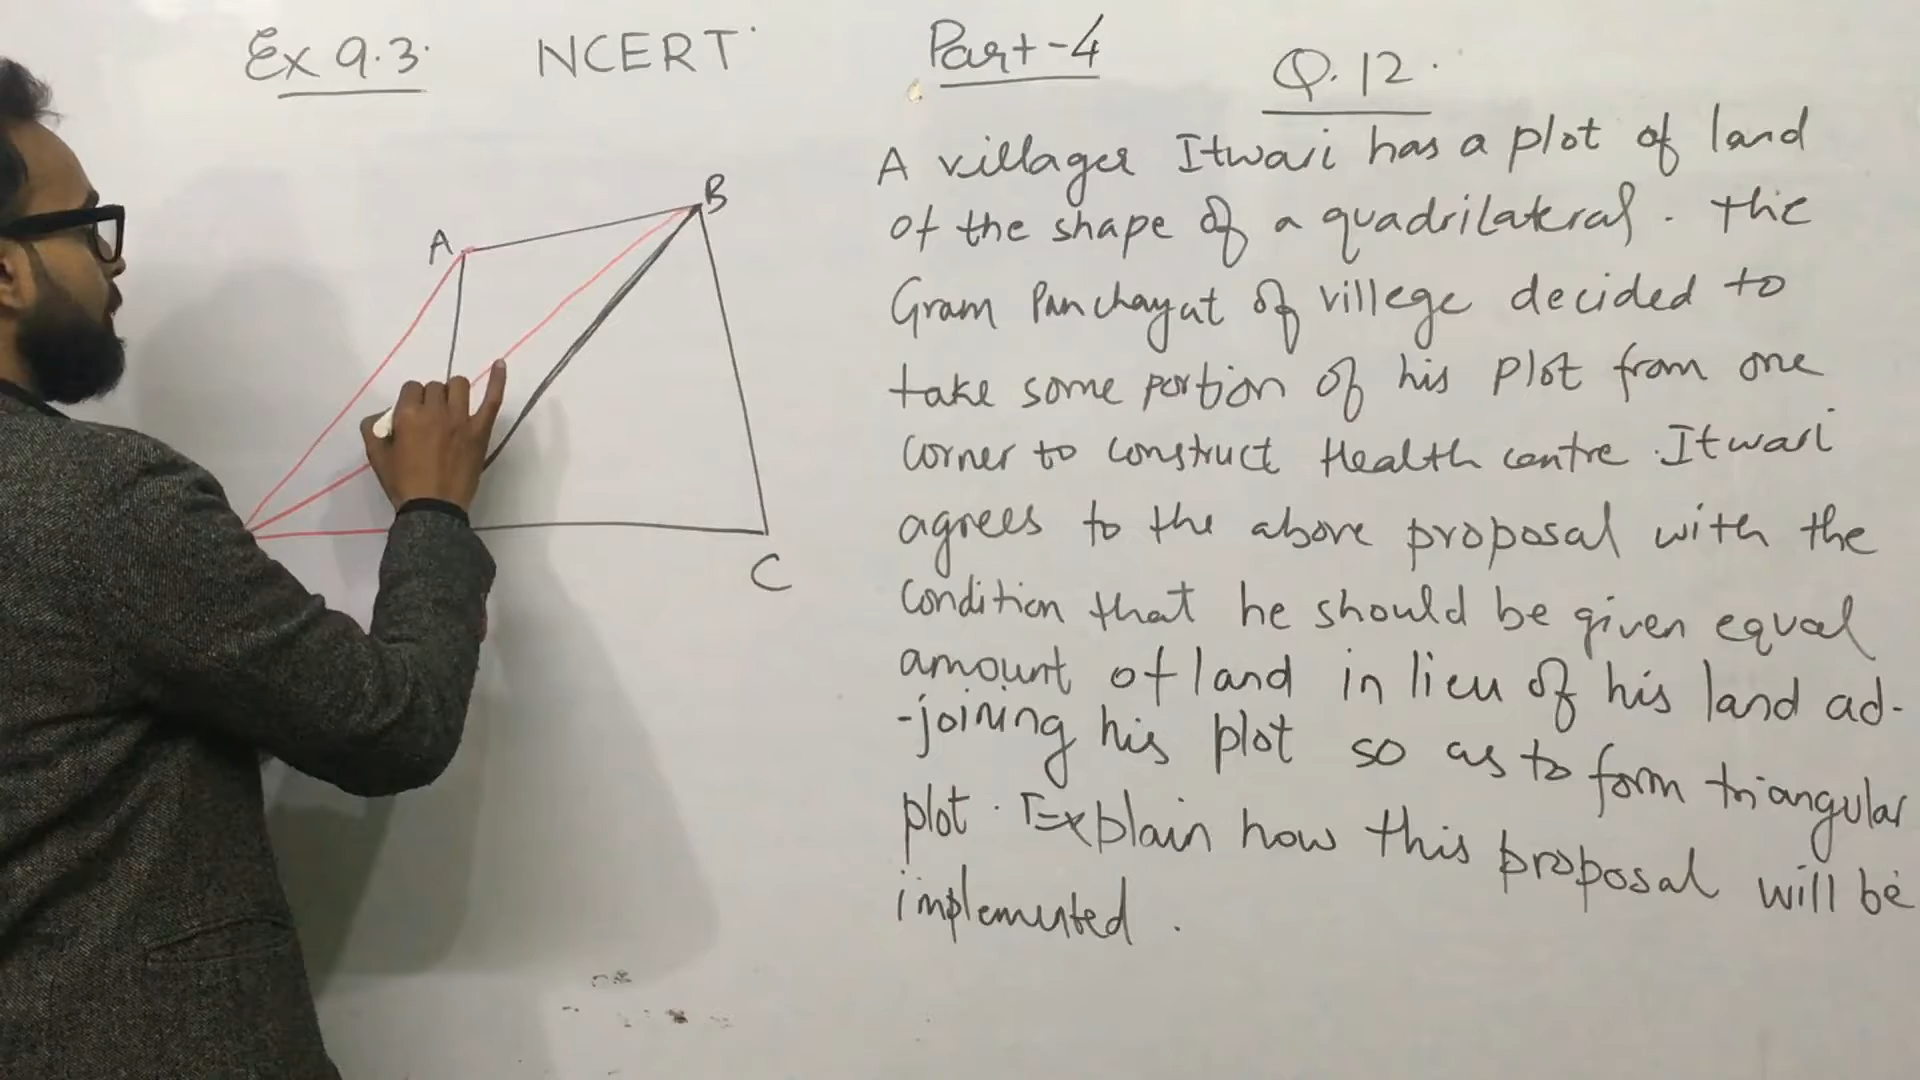 Ex 9.3. NCERT Part-4
Q. 12.
A villager Itwari has a plot of land
of the shape of a quadrilateral. The
Gram Panchayat of villege decided to
take some portion of his plot from one
corner to construct Health centre. Itwari
agrees to the above proposal with the
condition that he should be given equal
amount of land in lieu of his land ad-
-joining his plot so as to form triangular
plot. Explain how this proposal will be
implemented.
B
A
C